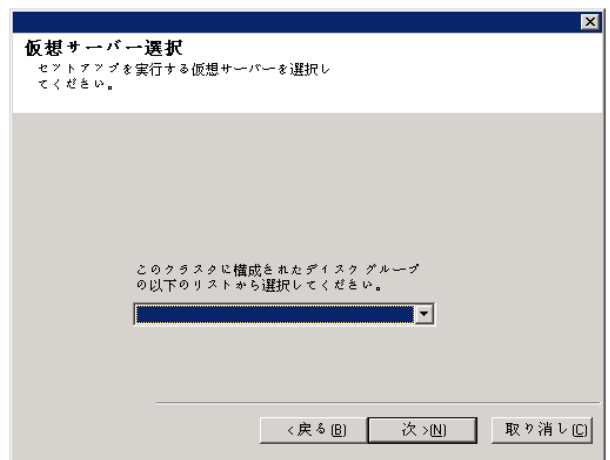 仮想サーバー選択
セットアップを実行する仮想サーバーを選択し
てください。
このクラスタに構成されたディスク グループ
の以下のリストから選択してください。
<戻る(B) 次 >(N) 取り消し(C)